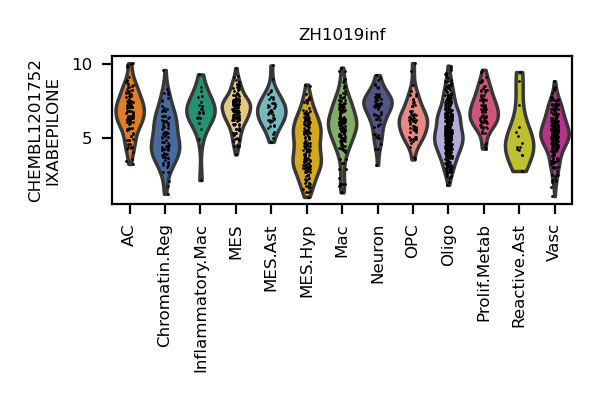 ZH1019inf
CHEMBL1201752
IXABEPILONE
10
5
AC
Chromatin.Reg
Inflammatory.Mac
MES
MES.Ast
MES.Hyp
Mac
Neuron
OPC
Oligo
Prolif.Metab
Reactive.Ast
Vasc